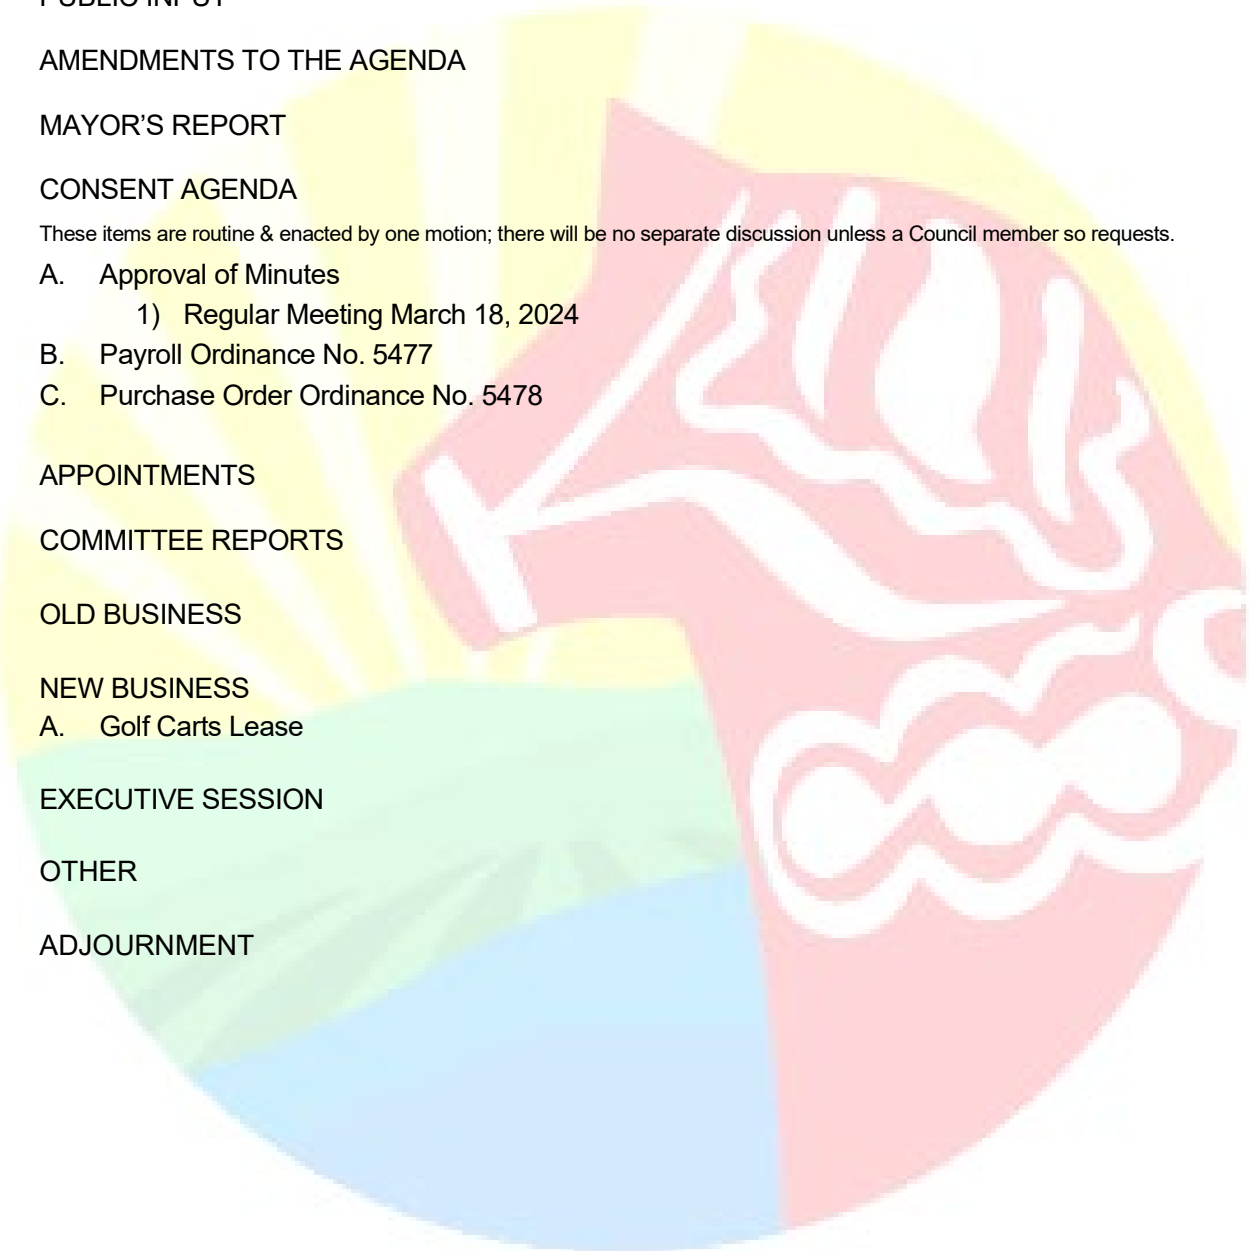 PUBLIC INPUT
AMENDMENTS TO THE AGENDA
MAYOR’S REPORT
CONSENT AGENDA
These items are routine & enacted by one motion; there will be no separate discussion unless a Council member so requests.
A. Approval of Minutes
1) Regular Meeting March 18, 2024
B. Payroll Ordinance No. 5477
C. Purchase Order Ordinance No. 5478
APPOINTMENTS
COMMITTEE REPORTS
OLD BUSINESS
NEW BUSINESS
A. Golf Carts Lease
EXECUTIVE SESSION
OTHER
ADJOURNMENT